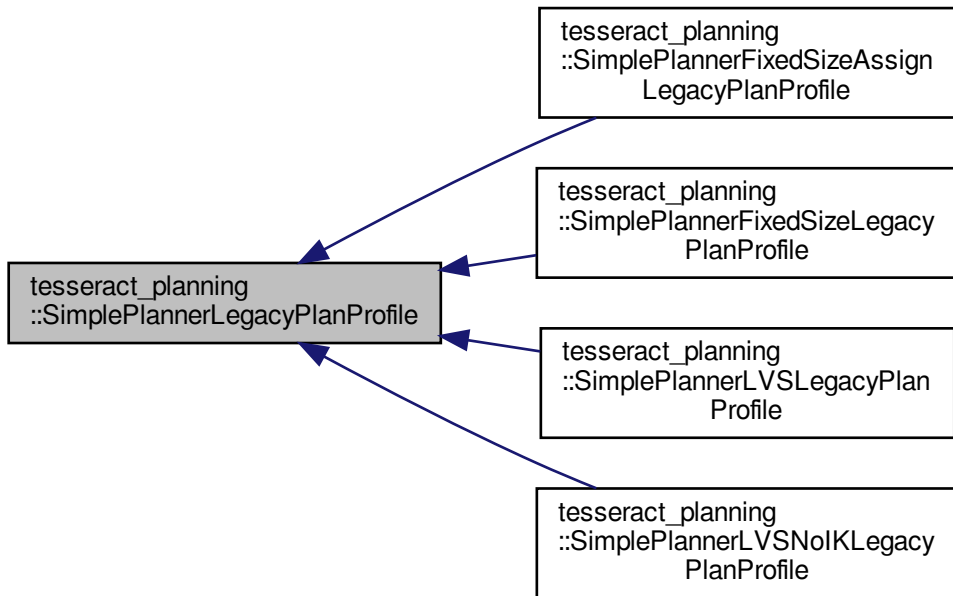 tesseract_planning
::SimplePlannerFixedSizeAssign
LegacyPlanProfile
tesseract_planning
::SimplePlannerFixedSizeLegacy
PlanProfile
tesseract_planning
::SimplePlannerLegacyPlanProfile
tesseract_planning
::SimplePlannerLVSLegacyPlan
Profile
tesseract_planning
::SimplePlannerLVSNoIKLegacy
PlanProfile